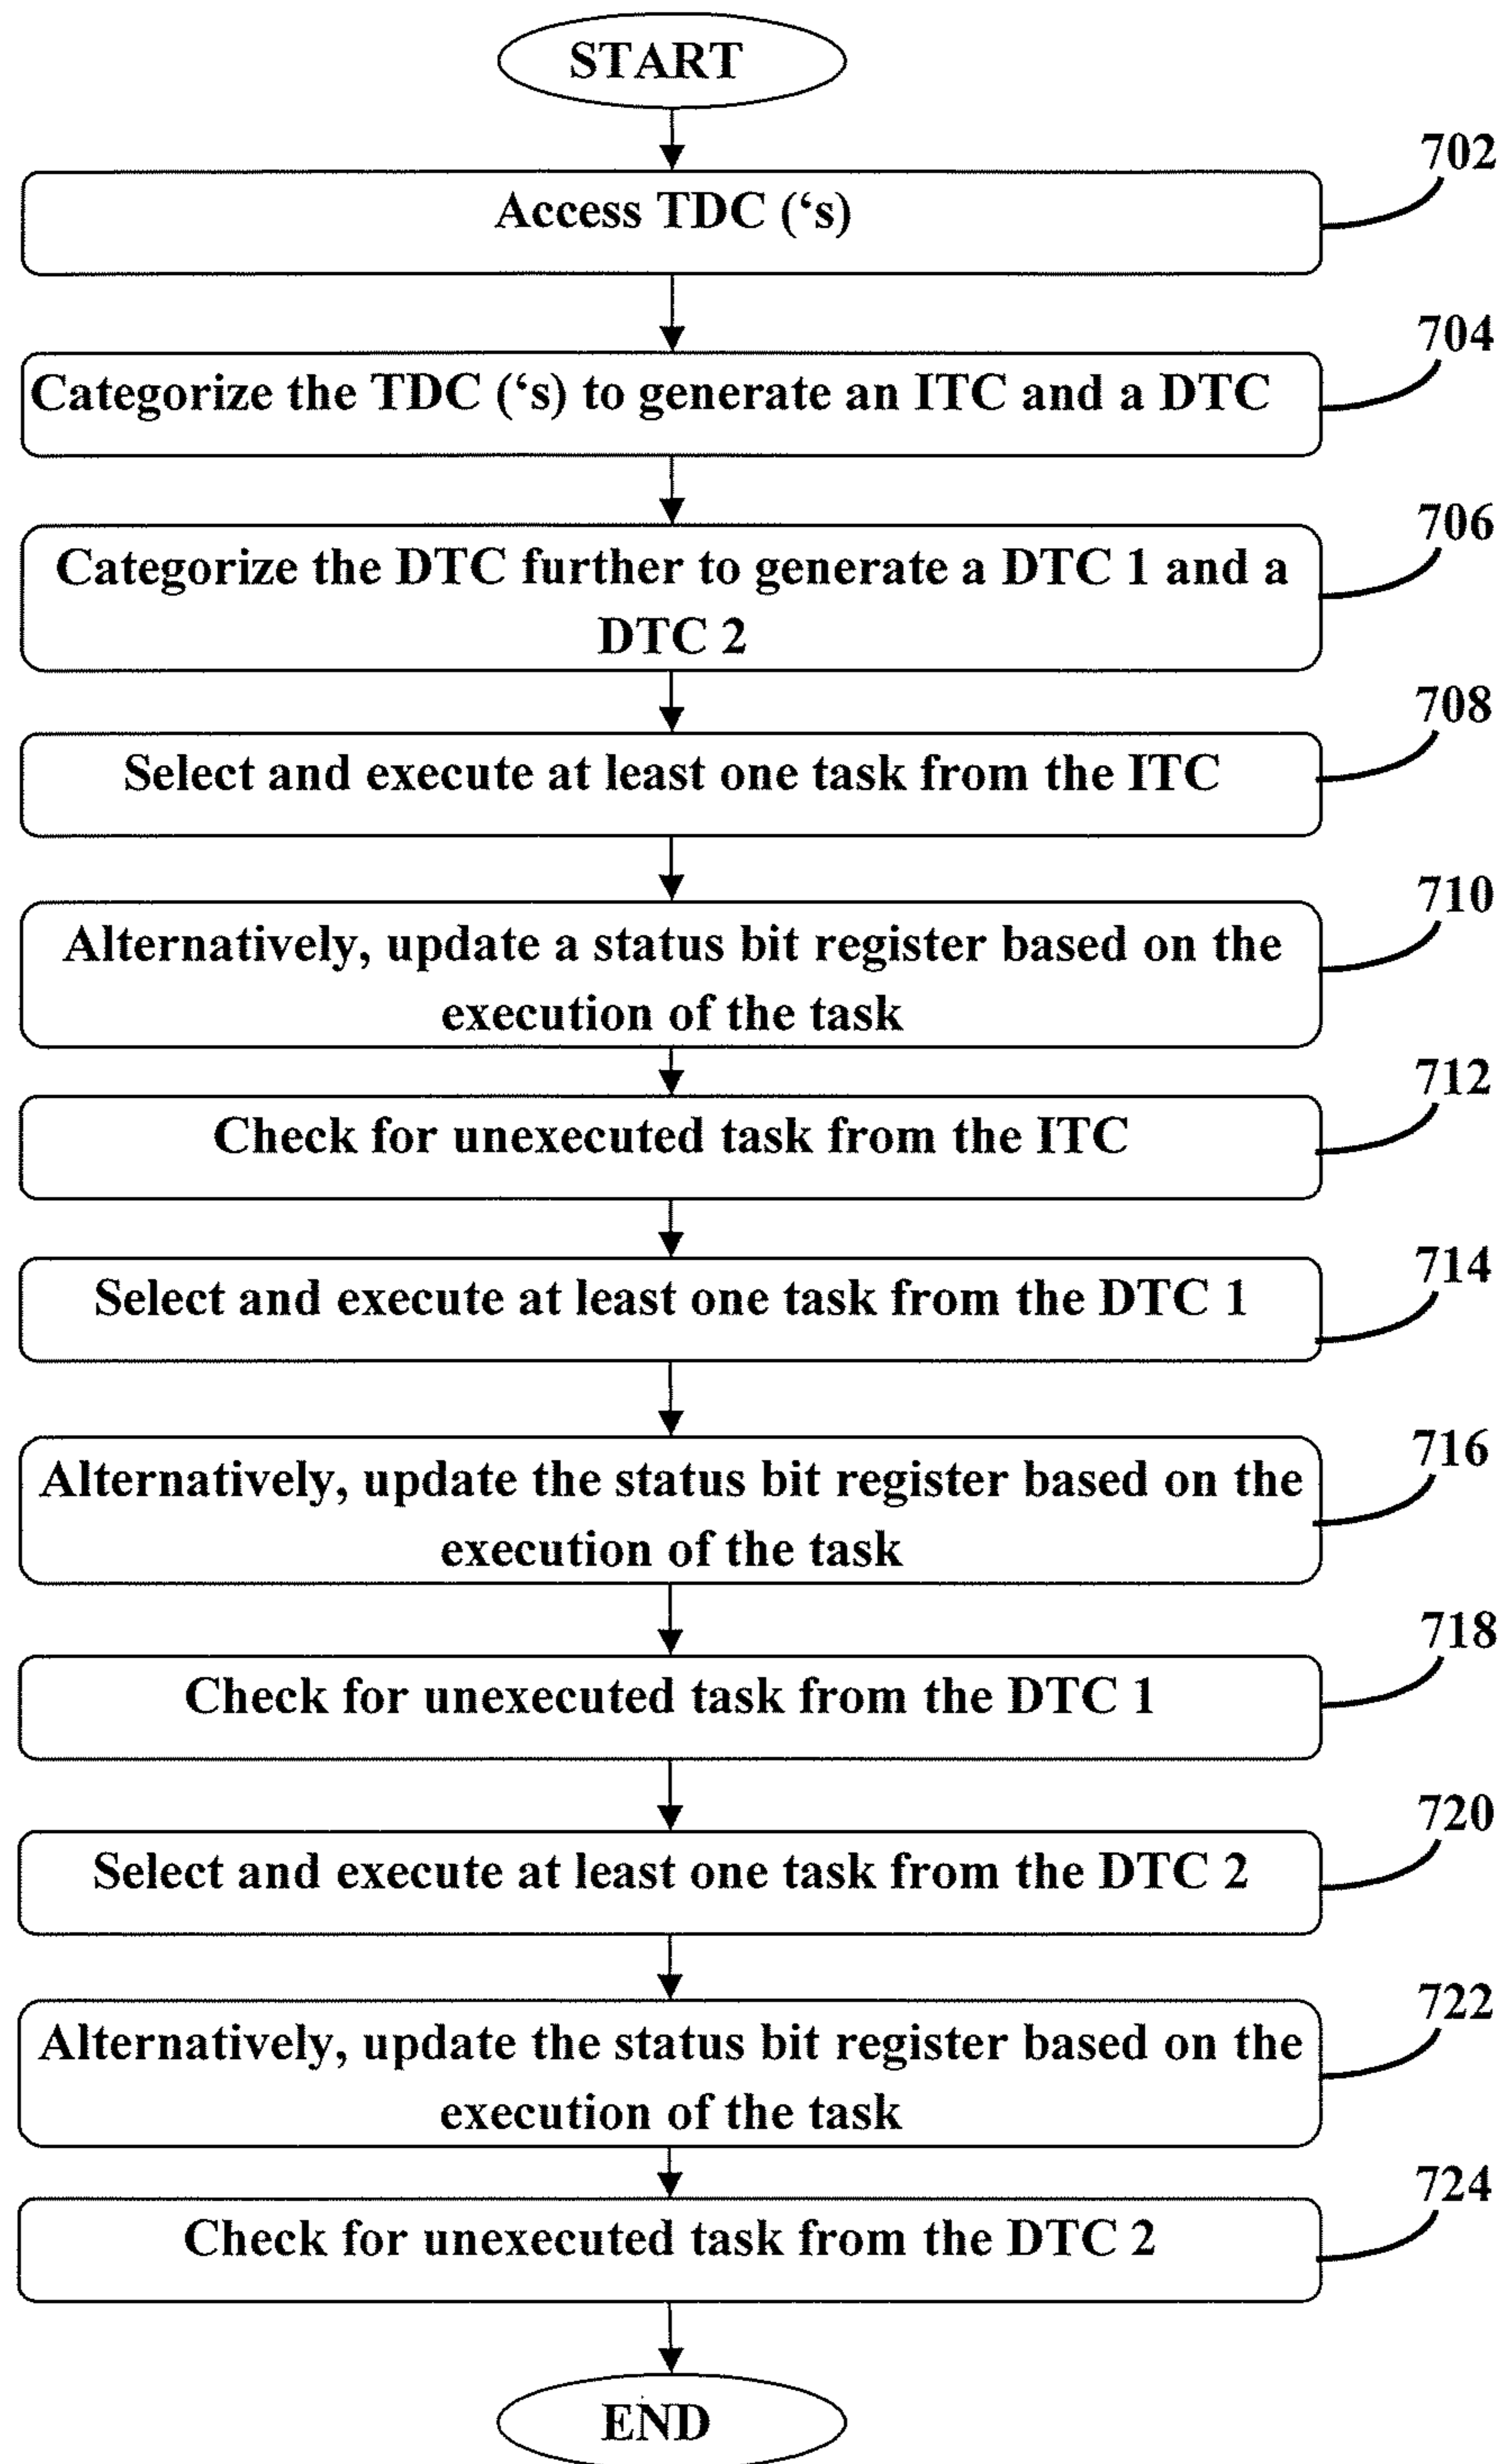 START
702
Access TDC (‘s)
704
Categorize the TDC (‘s) to generate an ITC and a DTC
706
Categorize the DTC further to generate a DTC 1 and a
DTC 2
708
Select and execute at least one task from the ITC
710
Alternatively, update a status bit register based on the
execution of the task
712
Check for unexecuted task from the ITC
714
Select and execute at least one task from the DTC 1
716
Alternatively, update the status bit register based on the
execution of the task
718
Check for unexecuted task from the DTC 1
720
Select and execute at least one task from the DTC 2
722
Alternatively, update the status bit register based on the
execution of the task
724
Check for unexecuted task from the DTC 2
END